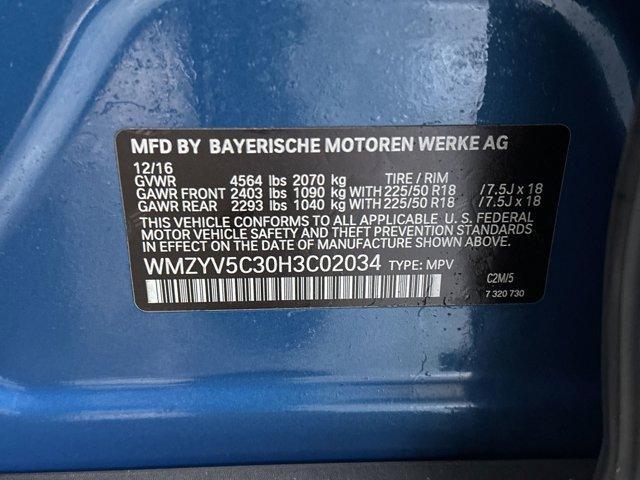 MFD BY BAYERISCHE MOTOREN WERKE AG
12/16
GVWR 4564 lbs 2070 kg TIRE / RIM
GAWR FRONT 2403 lbs 1090 kg WITH 225/50 R18 /7.5J x 18
GAWR REAR 2293 lbs 1040 kg WITH 225/50 R18 /7.5J x 18
THIS VEHICLE CONFORMS TO ALL APPLICABLE U. S. FEDERAL
MOTOR VEHICLE SAFETY AND THEFT PREVENTION STANDARDS
IN EFFECT ON THE DATE OF MANUFACTURE SHOWN ABOVE
WMZYV5C30H3C02034 TYPE: MPV
C2M/5
7 320 730